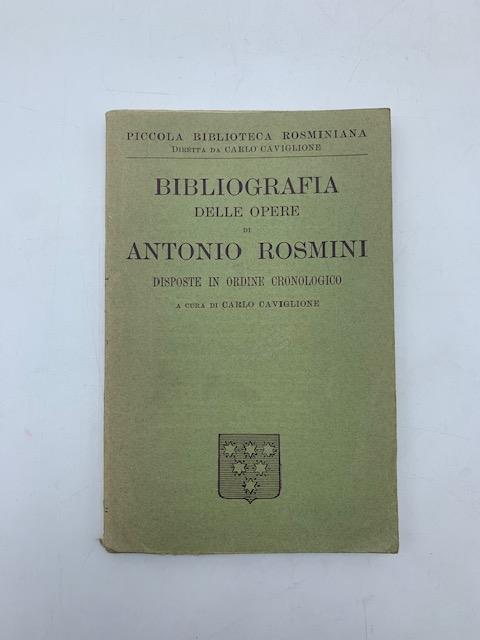 PICCOLA BIBLIOTECA ROSMINIANA
DIRETTA DA CARLO CAVIGLIONE
BIBLIOGRAFIA
DELLE OPERE
DI
ANTONIO ROSMINI
DISPOSTE IN ORDINE CRONOLOGICO
A CURA DI CARLO CAVIGLIONE